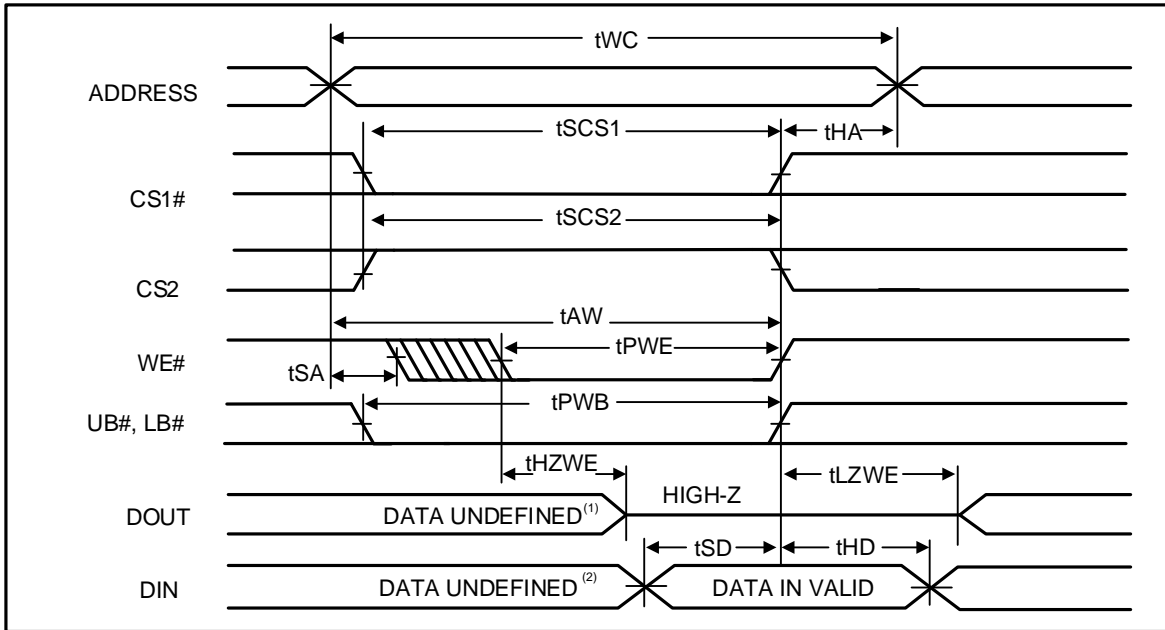 tWC
ADDRESS
tSCS1
tHA
CS1#
tSCS2
CS2
tAW
WE#
tPWE
tSA
tPWB
UB#, LB#
tHZWE
tLZWE
HIGH-Z
DOUT
DATA UNDEFINED(1)
tSD
tHD
DIN
DATA UNDEFINED (2)
DATA IN VALID